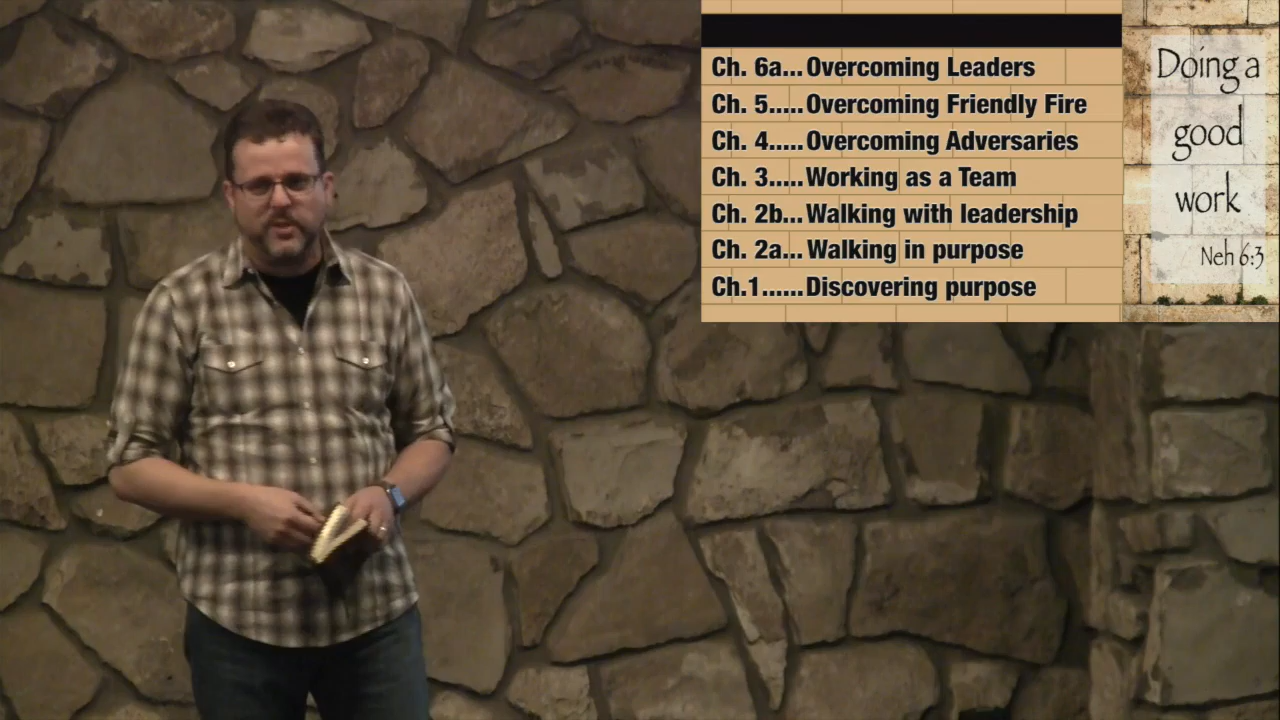 Ch. 6a...Overcoming Leaders
Ch. 5.....Overcoming Friendly Fire
Ch. 4.....Overcoming Adversaries
Ch. 3.....Working as a Team
Ch. 2b...Walking with leadership
Ch. 2a... Walking in purpose
Ch.1......Discovering purpose
Doing a
good
work
Neh 6:3